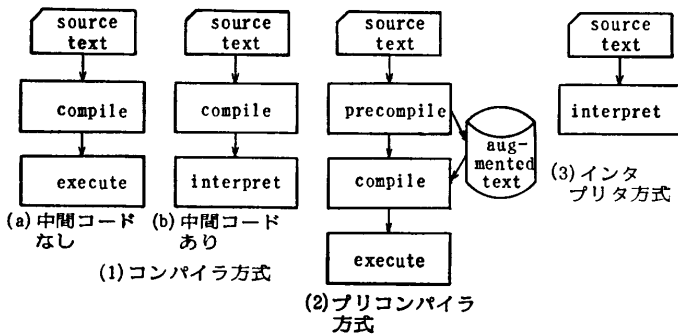 source
text
compile
execute
(a)中間コード
なし
source
text
compile
interpret
(b)中間コード
あり
(1)コンパイラ方式
source
text
precompile
aug-
mented
text
compile
execute
(2)プリコンパイラ
方式
source
text
interpret
(3)インタ
プリタ方式